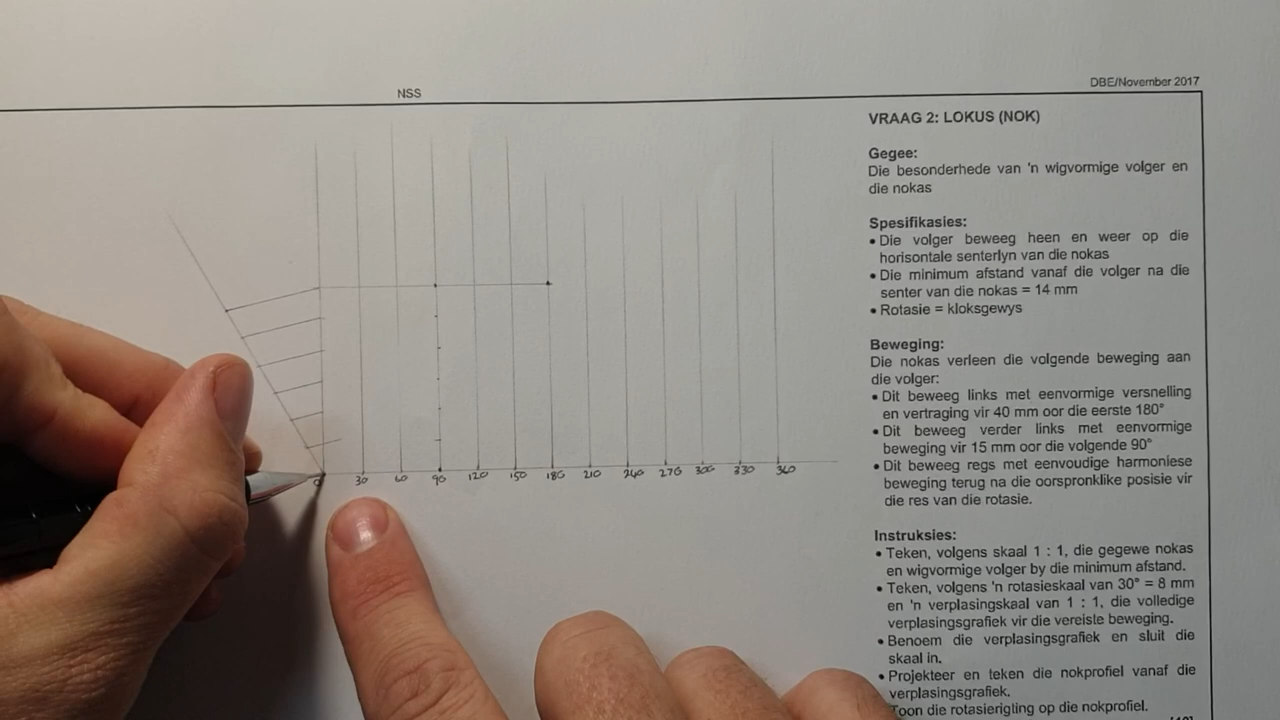 NSS
DBE/November 2017
VRAAG 2: LOKUS (NOK)
Gegee:
Die besonderhede van 'n wigvormige volger en
die nokas
Spesifikasies:
• Die volger beweeg heen en weer op die
horisontale senterlyn van die nokas
• Die minimum afstand vanaf die volger na die
senter van die nokas = 14 mm
• Rotasie = kloksgewys
Beweging:
Die nokas verleen die volgende beweging aan
die volger:
• Dit beweeg links met eenvormige versnelling
en vertraging vir 40 mm oor die eerste 180°
• Dit beweeg verder links met eenvormige
beweging vir 15 mm oor die volgende 90°
• Dit beweeg regs met eenvoudige harmoniese
beweging terug na die oorspronklike posisie vir
die res van die rotasie.
Instruksies:
• Teken, volgens skaal 1 : 1, die gegewe nokas
en wigvormige volger by die minimum afstand.
• Teken, volgens 'n rotasieskaal van 30° = 8 mm
en 'n verplasingskaal van 1 : 1, die volledige
verplasingsgrafiek vir die vereiste beweging.
• Benoem die verplasingsgrafiek en sluit die
skaal in.
• Projekteer en teken die nokprofiel vanaf die
verplasingsgrafiek.
Toon die rotasierigting op die nokprofiel.
0 30 60 90 120 150 180 210 240 270 300 330 360